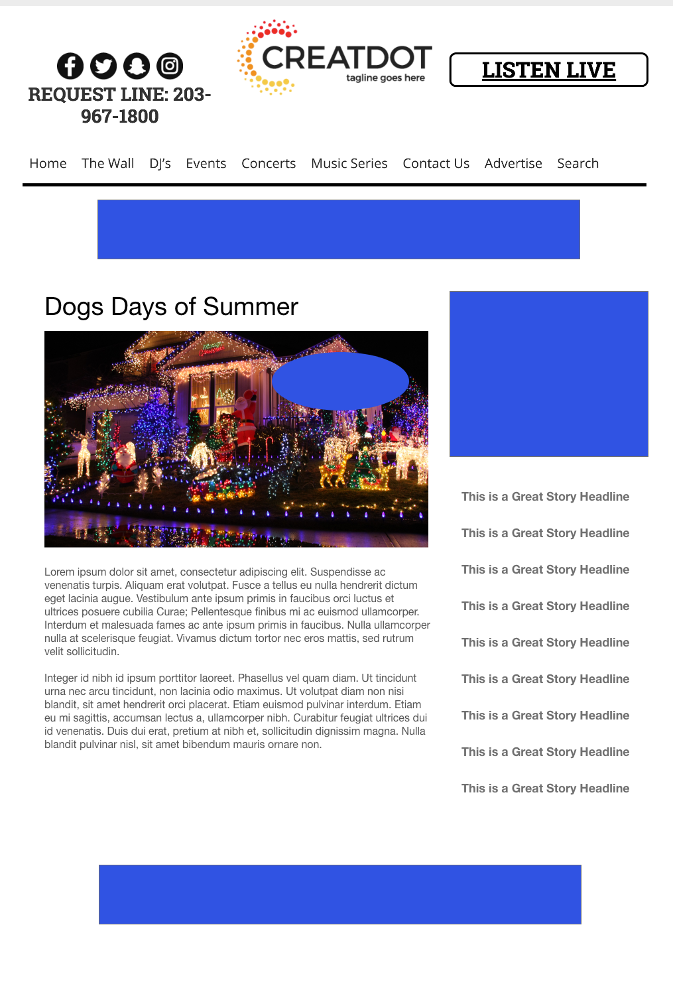 CREATDOT
tagline goes here
LISTEN LIVE
REQUEST LINE: 203-
967-1800
Home The Wall DJ's Events Concerts Music Series Contact Us Advertise Search
Dogs Days of Summer
Merry
Christmas
Lorem ipsum dolor sit amet, consectetur adipiscing elit. Suspendisse ac
venenatis turpis. Aliquam erat volutpat. Fusce a tellus eu nulla hendrerit dictum
eget lacinia augue. Vestibulum ante ipsum primis in faucibus orci luctus et
ultrices posuere cubilia Curae; Pellentesque finibus mi ac euismod ullamcorper.
Interdum et malesuada fames ac ante ipsum primis in faucibus. Nulla ullamcorper
nulla at scelerisque feugiat. Vivamus dictum tortor nec eros mattis, sed rutrum
velit sollicitudin.
Integer id nibh id ipsum porttitor laoreet. Phasellus vel quam diam. Ut tincidunt
urna nec arcu tincidunt, non lacinia odio maximus. Ut volutpat diam non nisi
blandit, sit amet hendrerit orci placerat. Etiam euismod pulvinar interdum. Etiam
eu mi sagittis, accumsan lectus a, ullamcorper nibh. Curabitur feugiat ultrices dui
id venenatis. Duis dui erat, pretium at nibh et, sollicitudin dignissim magna. Nulla
blandit pulvinar nisl, sit amet bibendum mauris ornare non.
This is a Great Story Headline
This is a Great Story Headline
This is a Great Story Headline
This is a Great Story Headline
This is a Great Story Headline
This is a Great Story Headline
This is a Great Story Headline
This is a Great Story Headline
This is a Great Story Headline